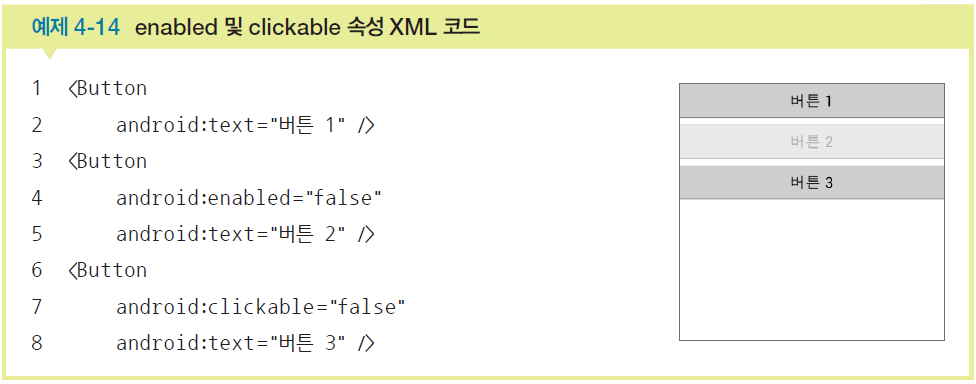 예제 4-14 enabled 및 clickable 속성 XML 코드
1 <Button
2 android:text="버튼 1" />
3 <Button
4 android:enabled="false"
5 android:text="버튼 2" />
6 <Button
7 android:clickable="false"
8 android:text="버튼 3" />
버튼 1
버튼 2
버튼 3